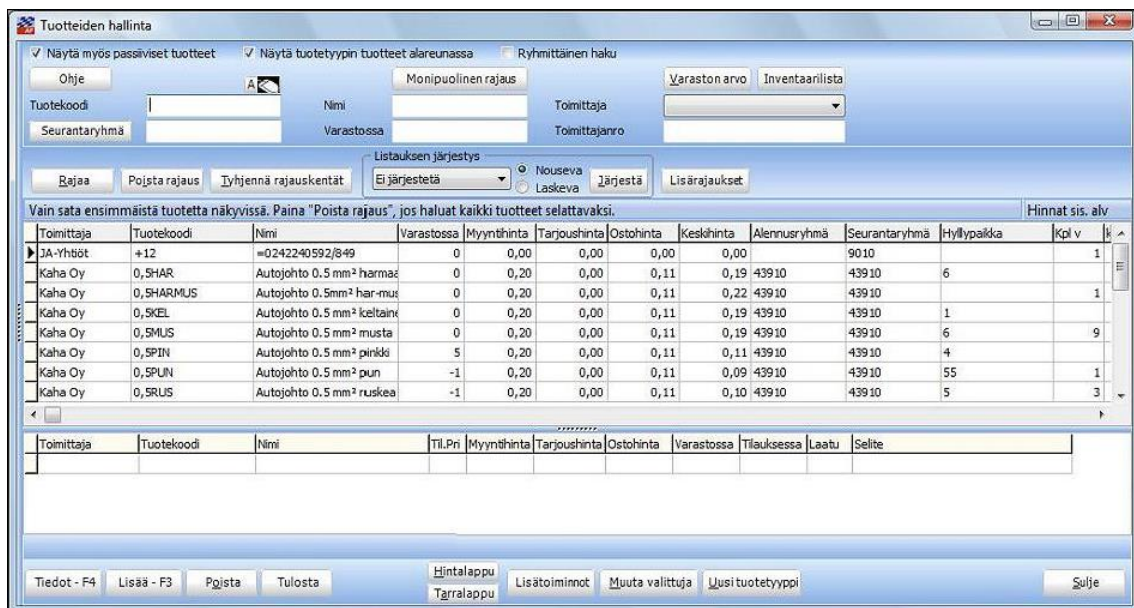 Tuotteiden hallinta
Näytä myös passiiviset tuotteet Näytä tuotetyypin tuotteet alareunassa Ryhmittäinen haku
Ohje A Monipuolinen rajaus Varaston arvo Inventaarilista
Tuotekoodi Nimi Toimittaja
Seurantaryhmä Varastossa Toimittajanro
Listauksen järjestys
Rajaa Poista rajaus Tyhjennä rajauskentät Ei järjestetä Nouseva Laskeva Järjestä Lisärajaukset
Vain sata ensimmäistä tuotetta näkyvissä. Paina "Poista rajaus", jos haluat kaikki tuotteet selattavaksi. Hinnat sis. alv
Toimittaja Tuotekoodi Nimi Varastossa Myyntihinta Tarjoushinta Ostohinta Keskihinta Alennusryhmä Seurantaryhmä Hyllypaikka Kpl v
JA-Yhtiöt +12 =0242240592/849 0 0,00 0,00 0,00 0,00 9010 1
Kaha Oy 0,5HAR Autojohto 0.5 mm² harmaa 0 0,20 0,00 0,11 0,19 43910 43910 6
Kaha Oy 0,5HARMUS Autojohto 0.5mm² har-mus 0 0,20 0,00 0,11 0,22 43910 43910 1
Kaha Oy 0,5KEL Autojohto 0.5 mm² keltaine 0 0,20 0,00 0,11 0,19 43910 43910 1
Kaha Oy 0,5MUS Autojohto 0.5 mm² musta 0 0,20 0,00 0,11 0,19 43910 43910 6 9
Kaha Oy 0,5PIN Autojohto 0.5 mm² pinkki 5 0,20 0,00 0,11 0,11 43910 43910 4
Kaha Oy 0,5PUN Autojohto 0.5 mm² pun -1 0,20 0,00 0,11 0,09 43910 43910 55 1
Kaha Oy 0,5RUS Autojohto 0.5 mm² ruskea -1 0,20 0,00 0,11 0,10 43910 43910 5 3
Toimittaja Tuotekoodi Nimi Til.Pri Myyntihinta Tarjoushinta Ostohinta Varastossa Tilauksessa Laatu Selite
Tiedot - F4 Lisää - F3 Poista Tulosta Hintalappu Tarralappu Lisätoiminnot Muuta valittuja Uusi tuotetyyppi Sulje